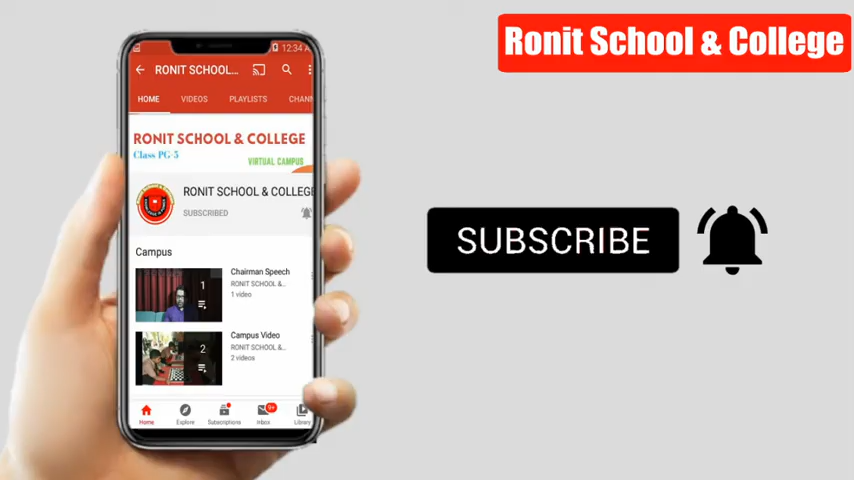 Ronit School & College
12:34 A
RONIT SCHOOL...
HOME VIDEOS PLAYLISTS CHANN
RONIT SCHOOL & COLLEGE
Class PG-5
VIRTUAL CAMPUS
RONIT SCHOOL & COLLEGE
SUBSCRIBED
Campus
1
Chairman Speech
RONIT SCHOOL &..
1 video
2
Campus Video
RONIT SCHOOL &..
2 videos
Home Explore Subscriptions Inbox Library
9+
SUBSCRIBE